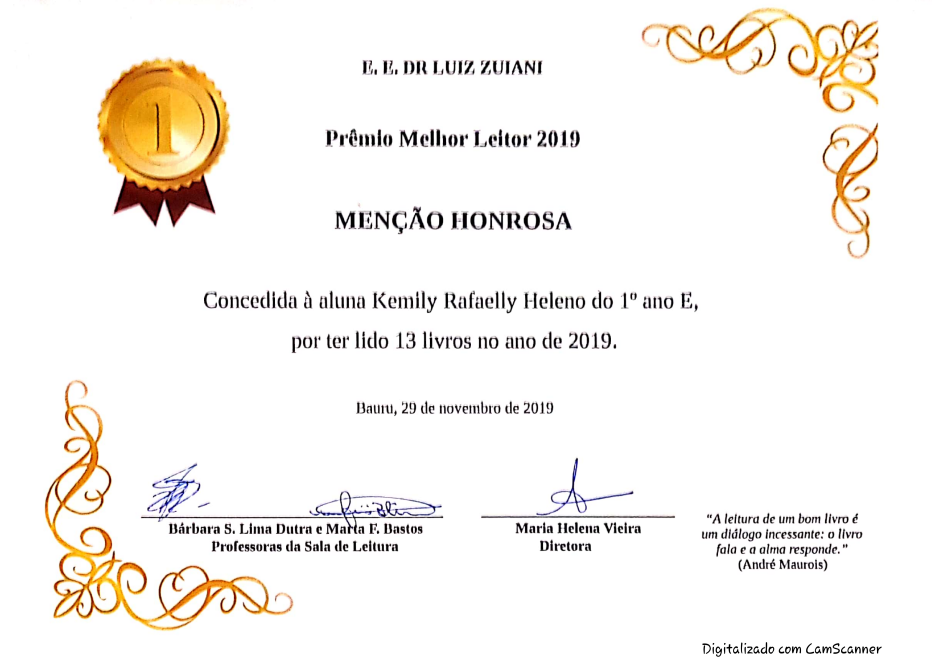 E. E. DR LUIZ ZUIANI
1
Prêmio Melhor Leitor 2019
MENÇÃO HONROSA
Concedida à aluna Kemily Rafaelly Heleno do 1º ano E,
por ter lido 13 livros no ano de 2019.
Bauru, 29 de novembro de 2019
Bárbara S. Lima Dutra e Marta F. Bastos
Professoras da Sala de Leitura
Maria Helena Vieira
Diretora
“A leitura de um bom livro é
um diálogo incessante: o livro
fala e a alma responde.”
(André Maurois)
Digitalizado com CamScanner